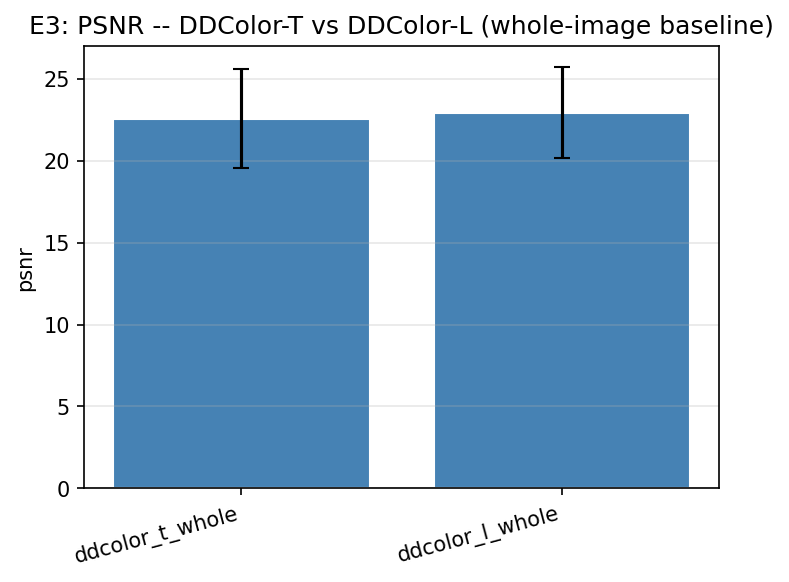 E3: PSNR -- DDColor-T vs DDColor-L (whole-image baseline)
25
20
15
10
5
0
psnr
ddcolor_t_whole
ddcolor_l_whole